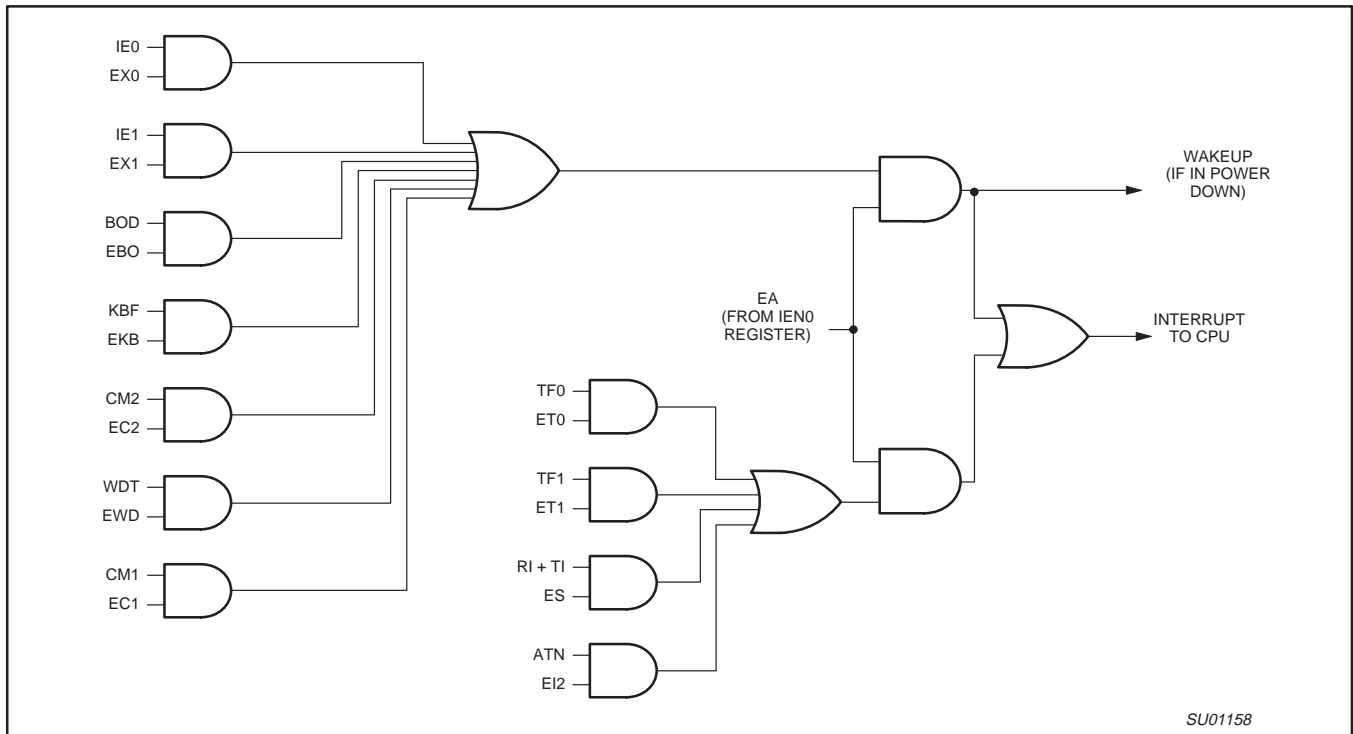 IE0
EX0
IE1
EX1
BOD
EBO
KBF
EKB
CM2
EC2
WDT
EWD
CM1
EC1
EA
(FROM IEN0
REGISTER)
TF0
ET0
TF1
ET1
RI + TI
ES
ATN
EI2
WAKEUP
(IF IN POWER
DOWN)
INTERRUPT
TO CPU
SU01158